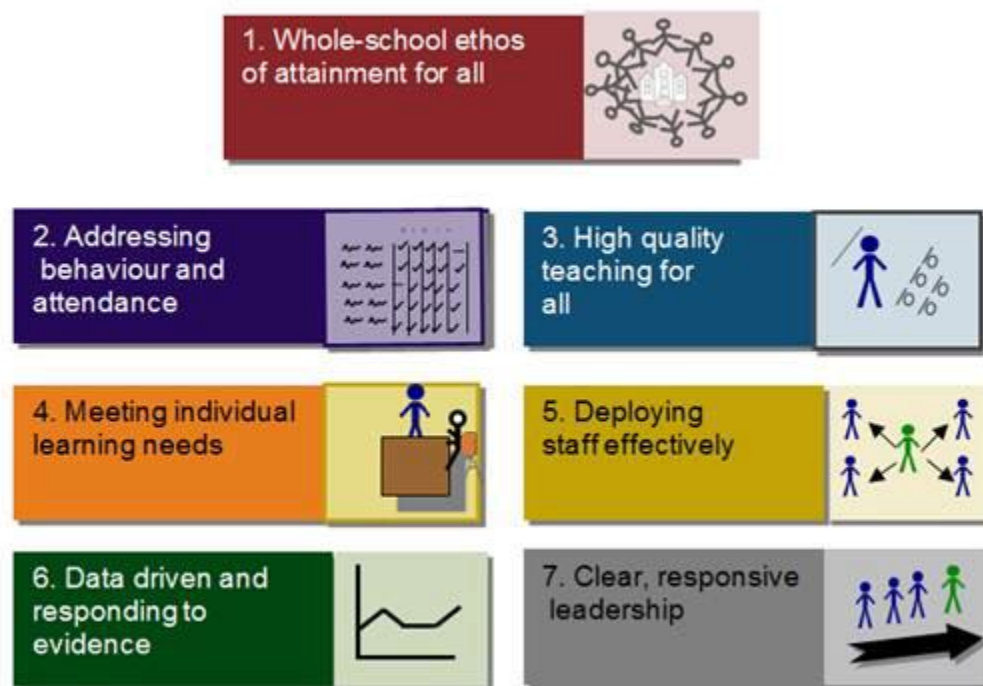 1. Whole-school ethos
of attainment for all
2. Addressing
behaviour and
attendance
3. High quality
teaching for
all
4. Meeting individual
learning needs
5. Deploying
staff effectively
6. Data driven and
responding to
evidence
7. Clear, responsive
leadership